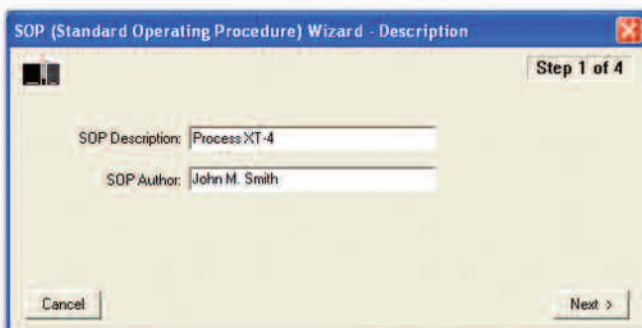 SOP (Standard Operating Procedure) Wizard - Description
Step 1 of 4
SOP Description: Process XT-4
SOP Author: John M. Smith
Cancel Next >